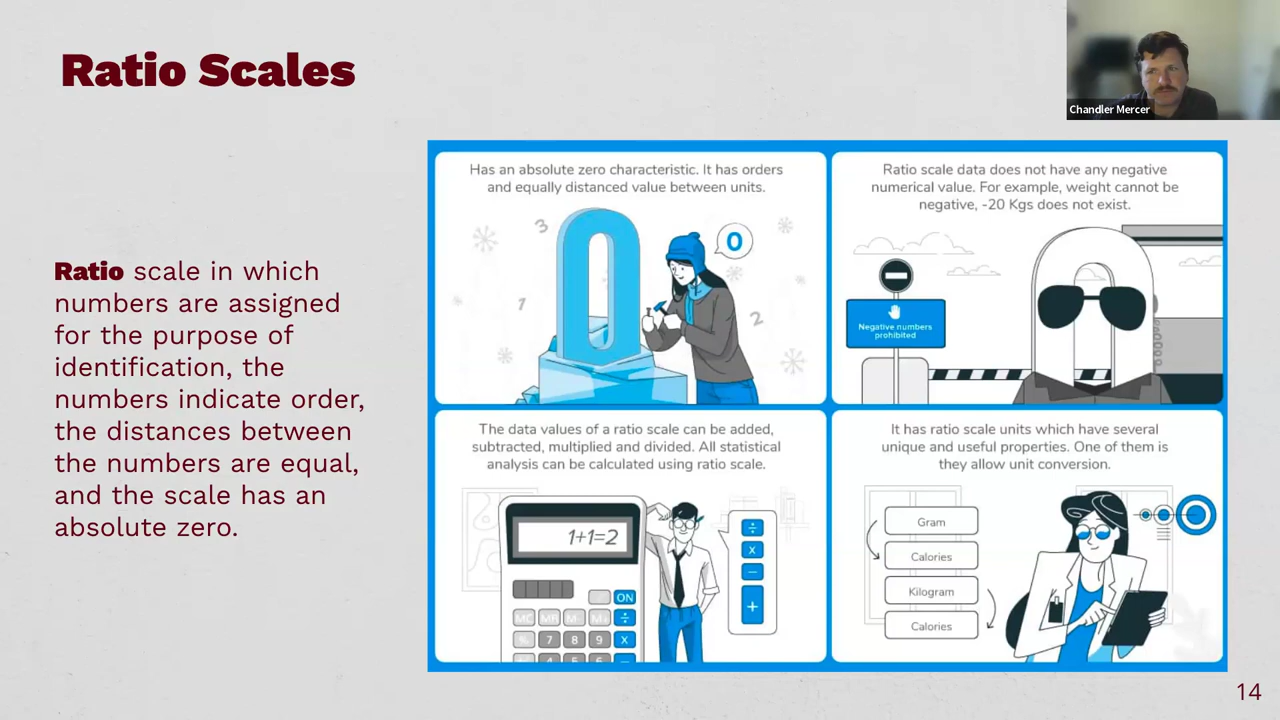 Ratio Scales
Chandler Mercer
Ratio scale in which
numbers are assigned
for the purpose of
identification, the
numbers indicate order,
the distances between
the numbers are equal,
and the scale has an
absolute zero.
Has an absolute zero characteristic. It has orders
and equally distanced value between units.
3
0
1
2
0
Ratio scale data does not have any negative
numerical value. For example, weight cannot be
negative, -20 Kgs does not exist.
Negative numbers
prohibited
The data values of a ratio scale can be added,
subtracted, multiplied and divided. All statistical
analysis can be calculated using ratio scale.
1+1=2
ON
MC MR M- M+ ÷
% 7 8 9 x
÷
x
−
+
It has ratio scale units which have several
unique and useful properties. One of them is
they allow unit conversion.
Gram
Calories
Kilogram
Calories
14